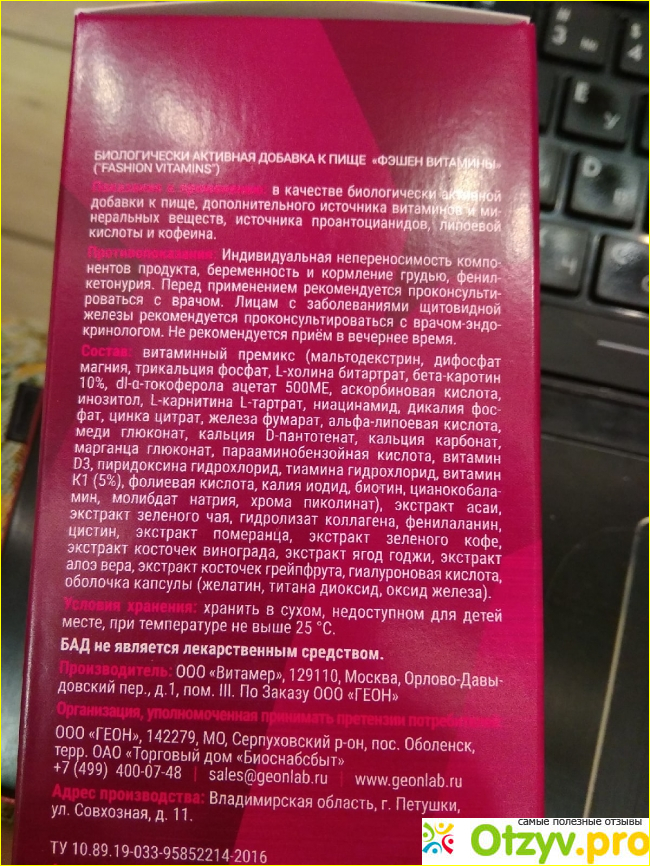 БИОЛОГИЧЕСКИ АКТИВНАЯ ДОБАВКА К ПИЩЕ «ФЭШЕН ВИТАМИНЫ»
("FASHION VITAMINS")
в качестве биологически активной
добавки к пище, дополнительного источника витаминов и ми-
неральных веществ, источника проантоцианидов, липоевой
кислоты и кофеина.
Противопоказания: Индивидуальная непереносимость компо-
нентов продукта, беременность и кормление грудью, фенил-
кетонурия. Перед применением рекомендуется проконсульти-
роваться с врачом. Лицам с заболеваниями щитовидной
железы рекомендуется проконсультироваться с врачом-эндо-
кринологом. Не рекомендуется приём в вечернее время.
Состав: витаминный премикс (мальтодекстрин, дифосфат
магния, трикальция фосфат, L-холина битартрат, бета-каротин
10%, dl-α-токоферола ацетат 500МЕ, аскорбиновая кислота,
инозитол, L-карнитина L-тартрат, ниацинамид, дикалия фос-
фат, цинка цитрат, железа фумарат, альфа-липоевая кислота,
меди глюконат, кальция D-пантотенат, кальция карбонат,
марганца глюконат, парааминобензойная кислота, витамин
D3, пиридоксина гидрохлорид, тиамина гидрохлорид, витамин
К1 (5%), фолиевая кислота, калия иодид, биотин, цианокобала-
мин, молибдат натрия, хрома пиколинат), экстракт асаи,
экстракт зеленого чая, гидролизат коллагена, фенилаланин,
цистин, экстракт померанца, экстракт зеленого кофе,
экстракт косточек винограда, экстракт ягод годжи, экстракт
алоэ вера, экстракт косточек грейпфрута, гиалуроновая кислота,
оболочка капсулы (желатин, титана диоксид, оксид железа).
Условия хранения: хранить в сухом, недоступном для детей
месте, при температуре не выше 25 °С.
БАД не является лекарственным средством.
Производитель: ООО «Витамер», 129110, Москва, Орлово-Давы-
довский пер., д.1, пом. III. По Заказу ООО «ГЕОН»
Организация, уполномоченная принимать претензии потребителей:
ООО «ГЕОН», 142279, МО, Серпуховский р-он, пос. Оболенск,
терр. ОАО «Торговый дом «Биоснабсбыт»
+7 (499) 400-07-48 | sales@geonlab.ru | www.geonlab.ru
Адрес производства: Владимирская область, г. Петушки,
ул. Совхозная, д. 11.
ТУ 10.89.19-033-95852214-2016
самые полезные отзывы
Otzyv.pro